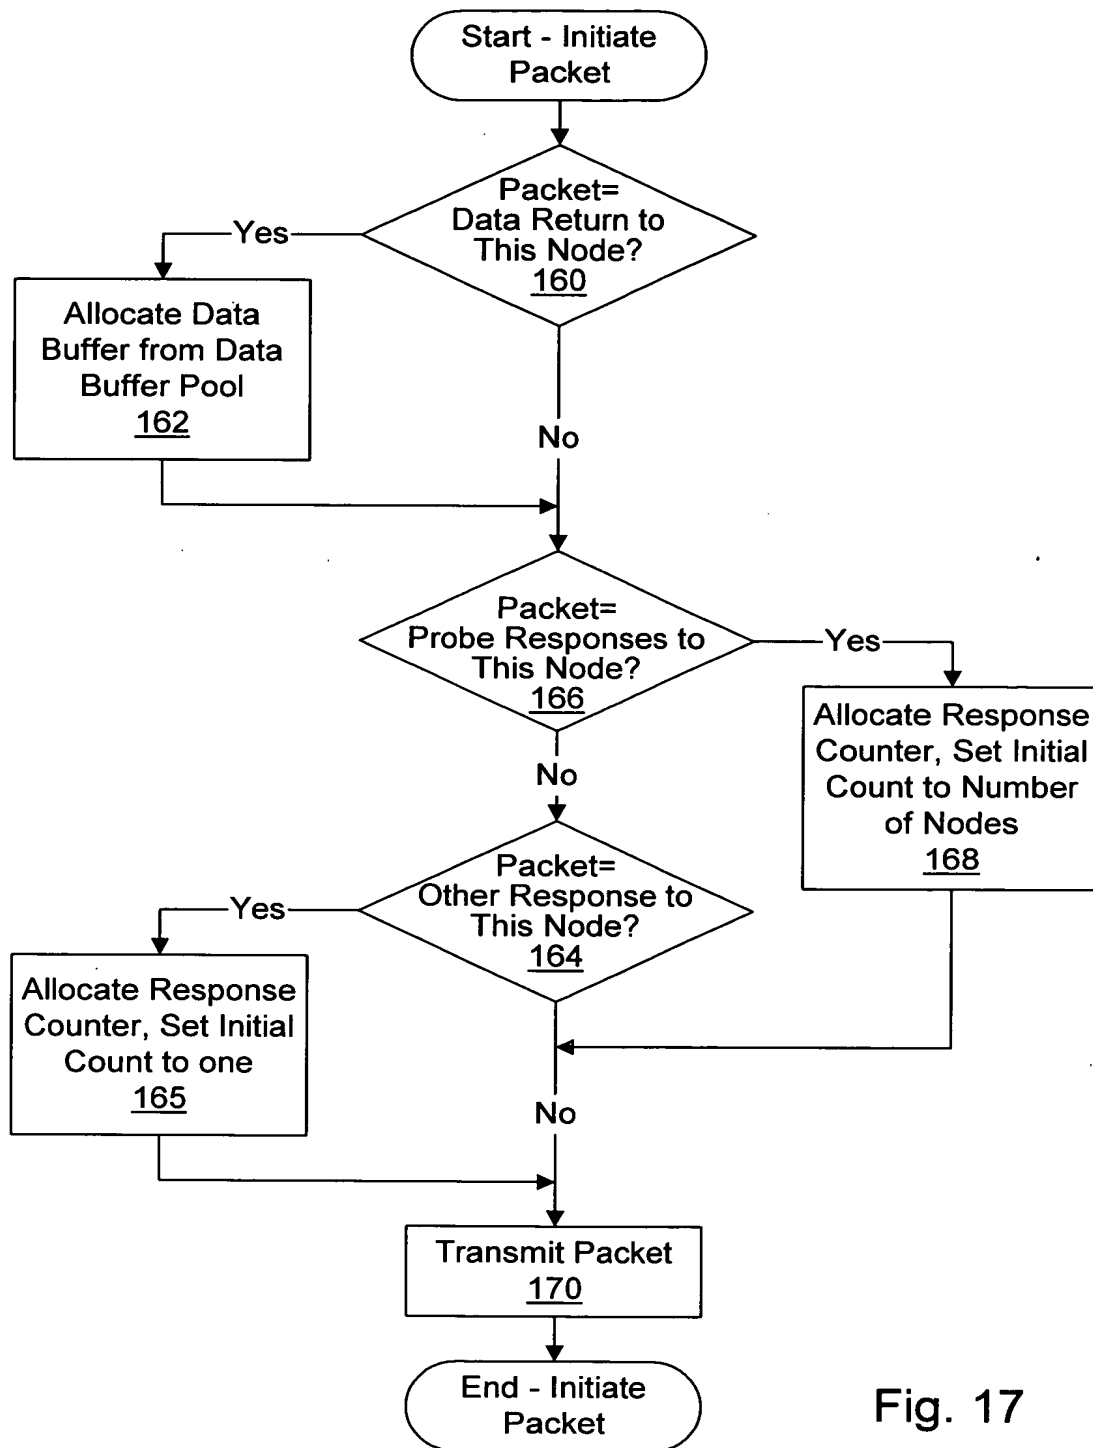 Start - Initiate
Packet
Packet=
Data Return to
This Node?
160
Yes
Allocate Data
Buffer from Data
Buffer Pool
162
No
Packet=
Probe Responses to
This Node?
166
Yes
Allocate Response
Counter, Set Initial
Count to Number
of Nodes
168
No
Packet=
Other Response to
This Node?
164
Yes
Allocate Response
Counter, Set Initial
Count to one
165
No
Transmit Packet
170
End - Initiate
Packet
Fig. 17